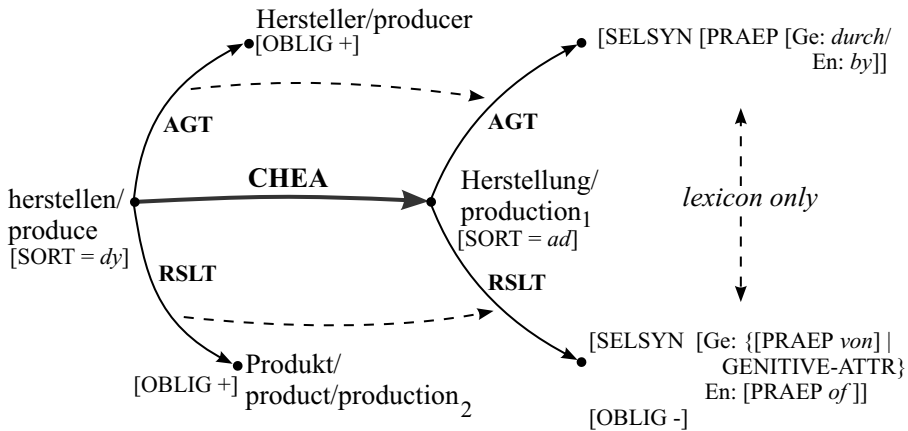 Hersteller/producer
[OBLIG +]
[SELSYN [PRAEP [Ge: durch/
En: by]]
AGT
AGT
CHEA
herstellen/
produce
[SORT = dy]
Herstellung/
production1
[SORT = ad]
lexicon only
RSLT
RSLT
[OBLIG +]
Produkt/
product/production2
[SELSYN [Ge: {[PRAEP von] |
GENITIVE-ATTR}
En: [PRAEP of ]]
[OBLIG -]